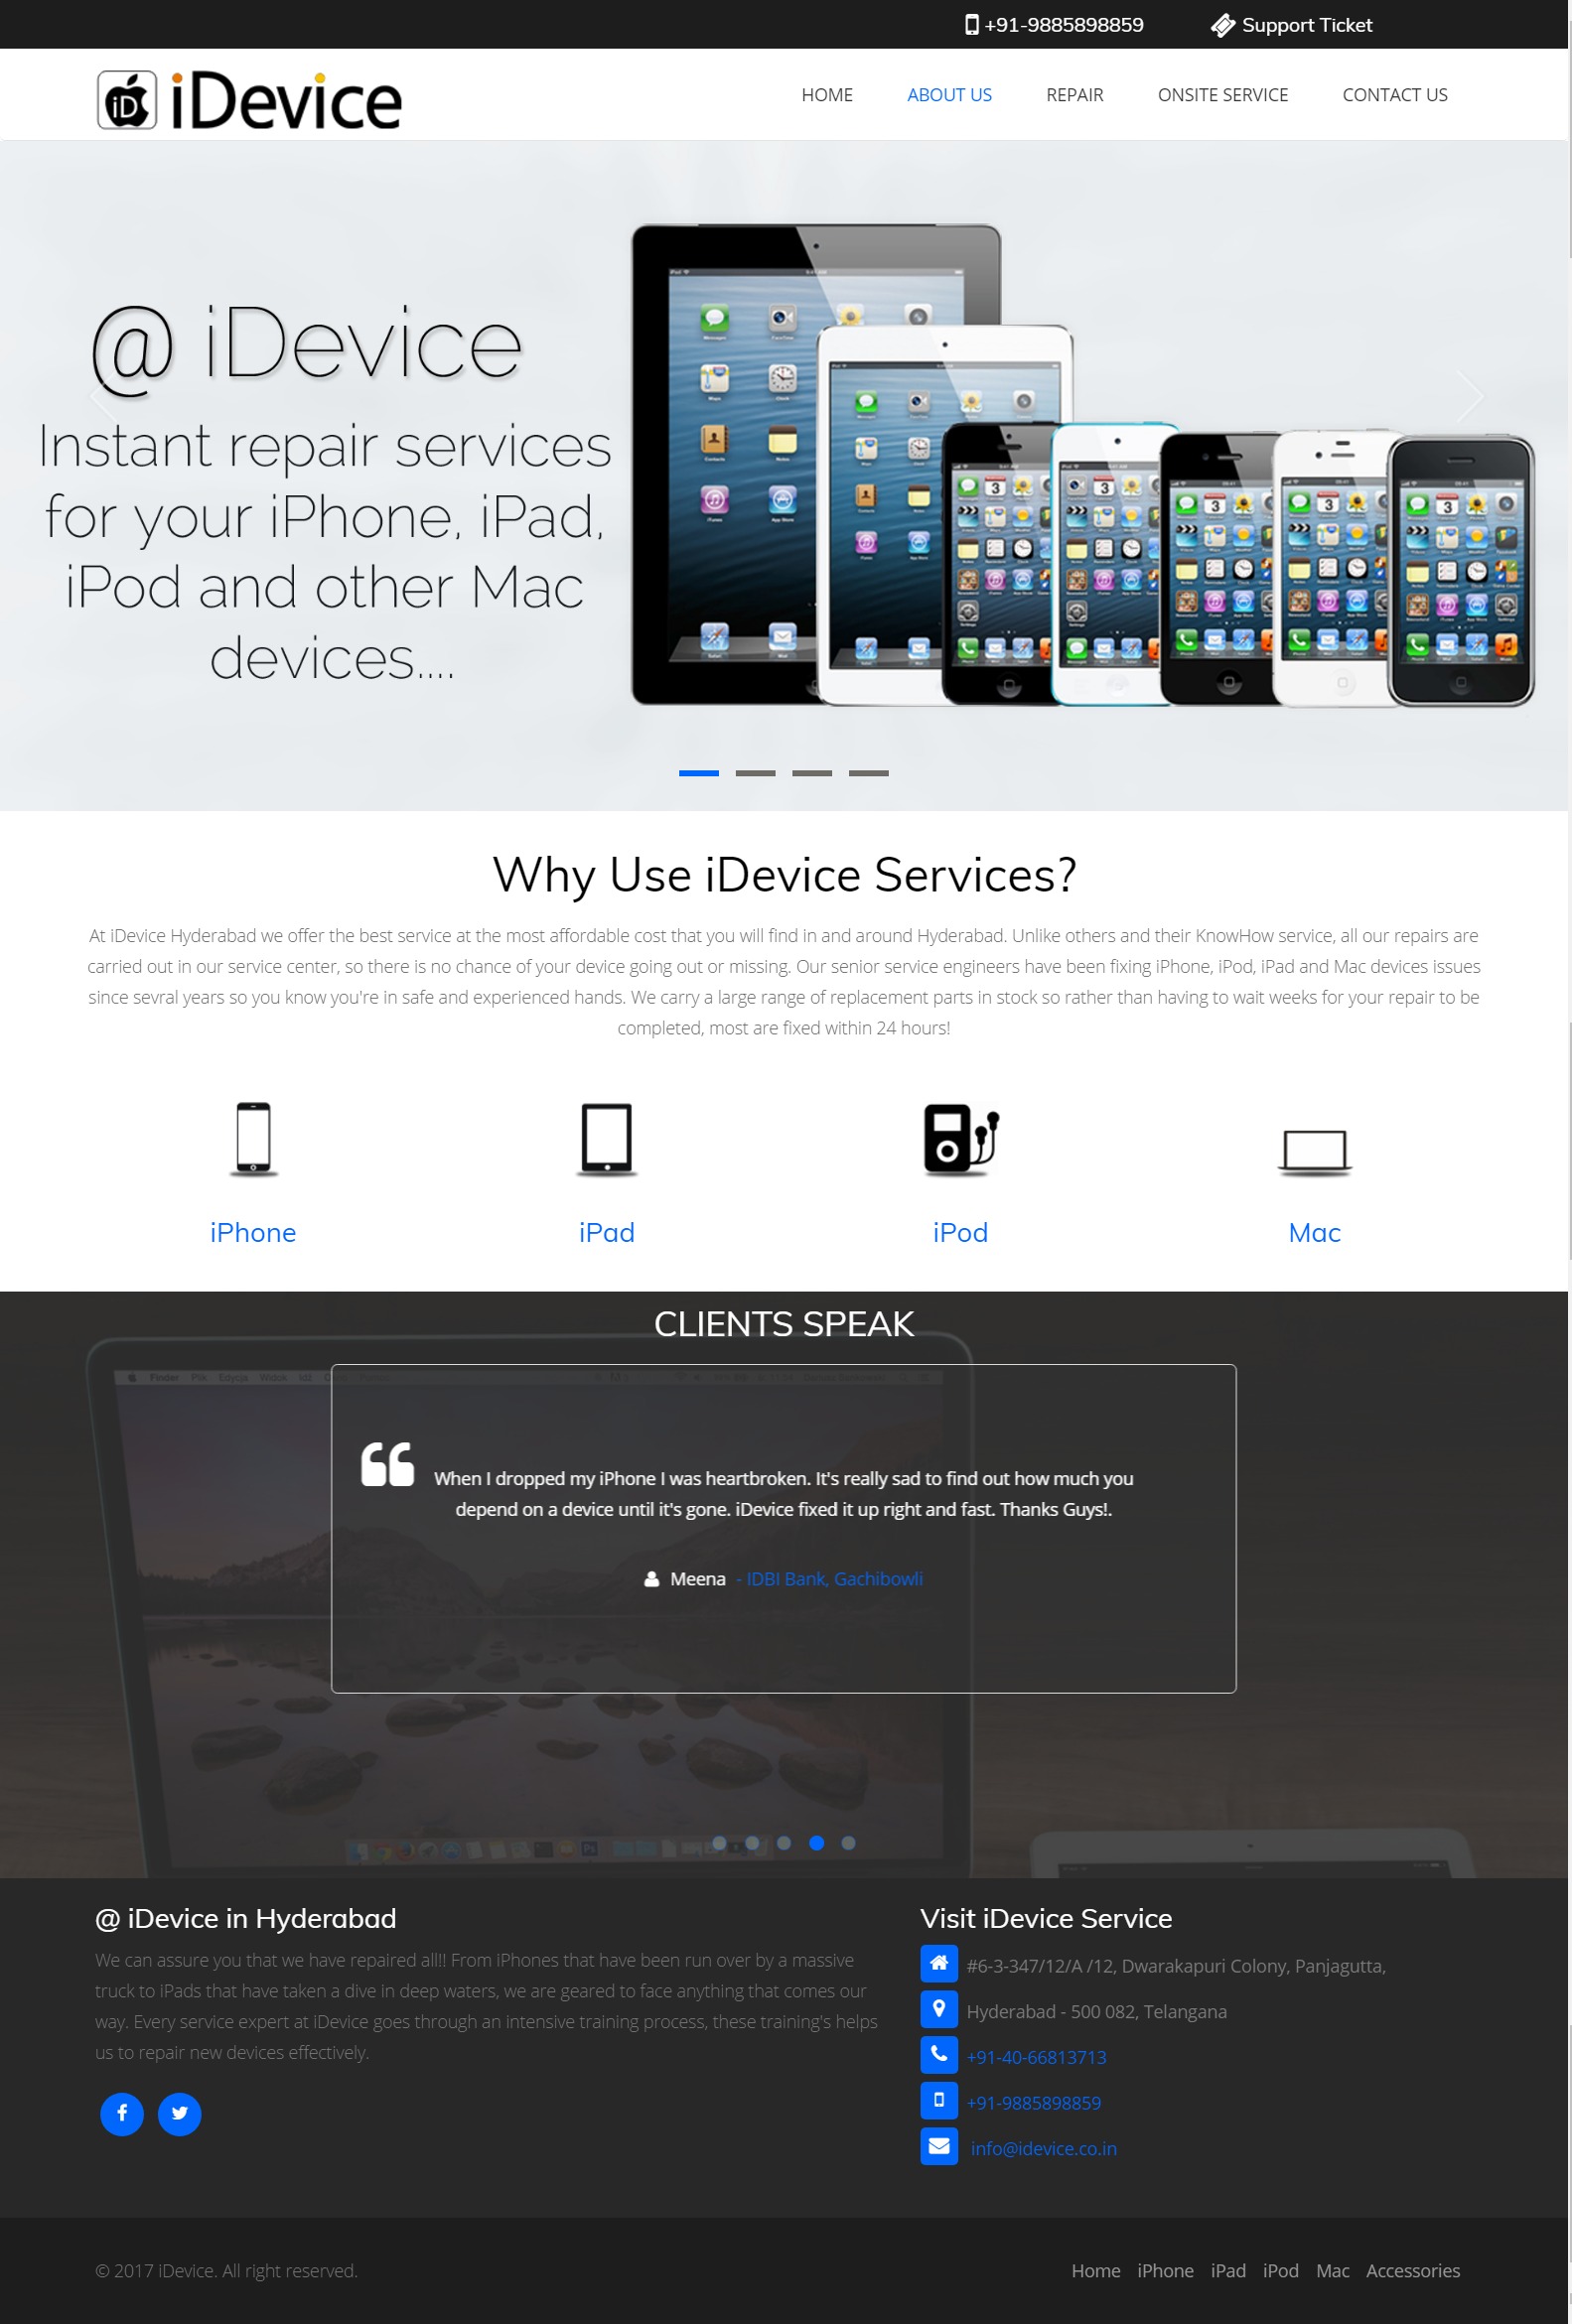 +91-9885898859 Support Ticket
iD iDevice
HOME ABOUT US REPAIR ONSITE SERVICE CONTACT US
@ iDevice
Instant repair services
for your iPhone, iPad,
iPod and other Mac
devices....
Why Use iDevice Services?
At iDevice Hyderabad we offer the best service at the most affordable cost that you will find in and around Hyderabad. Unlike others and their KnowHow service, all our repairs are
carried out in our service center, so there is no chance of your device going out or missing. Our senior service engineers have been fixing iPhone, iPod, iPad and Mac devices issues
since sevral years so you know you're in safe and experienced hands. We carry a large range of replacement parts in stock so rather than having to wait weeks for your repair to be
completed, most are fixed within 24 hours!
iPhone iPad iPod Mac
CLIENTS SPEAK
Finder Plik Edycja Widok Idź
When I dropped my iPhone I was heartbroken. It's really sad to find out how much you
depend on a device until it's gone. iDevice fixed it up right and fast. Thanks Guys!.
Meena - IDBI Bank, Gachibowli
@ iDevice in Hyderabad
We can assure you that we have repaired all!! From iPhones that have been run over by a massive
truck to iPads that have taken a dive in deep waters, we are geared to face anything that comes our
way. Every service expert at iDevice goes through an intensive training process, these training's helps
us to repair new devices effectively.
Visit iDevice Service
#6-3-347/12/A /12, Dwarakapuri Colony, Panjagutta,
Hyderabad - 500 082, Telangana
+91-40-66813713
+91-9885898859
info@idevice.co.in
© 2017 iDevice. All right reserved.
Home iPhone iPad iPod Mac Accessories